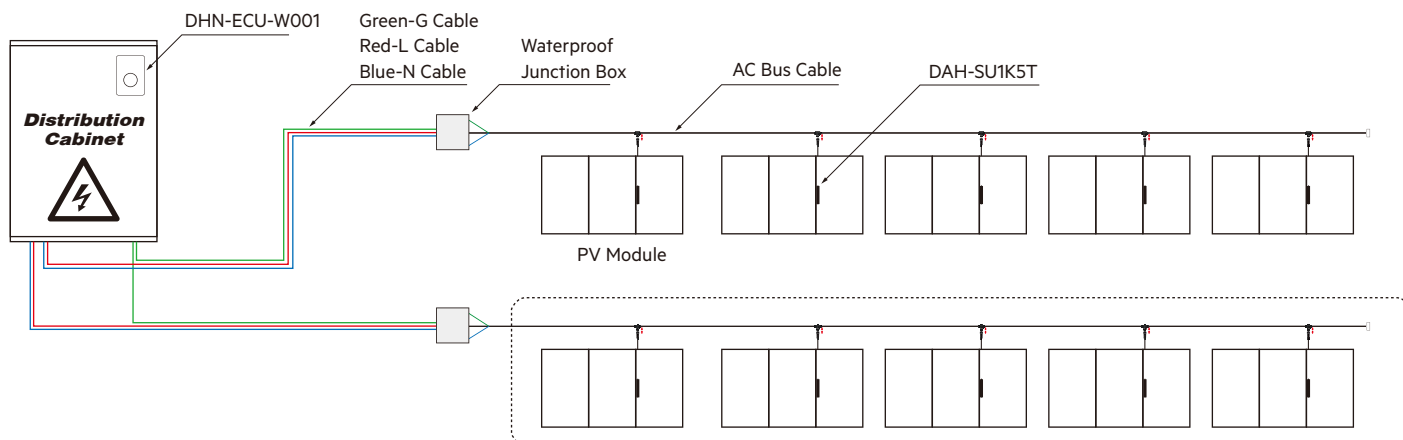 DHN-ECU-W001
Green-G Cable
Red-L Cable
Blue-N Cable
Waterproof
Junction Box
AC Bus Cable
DAH-SU1K5T
Distribution
Cabinet
PV Module